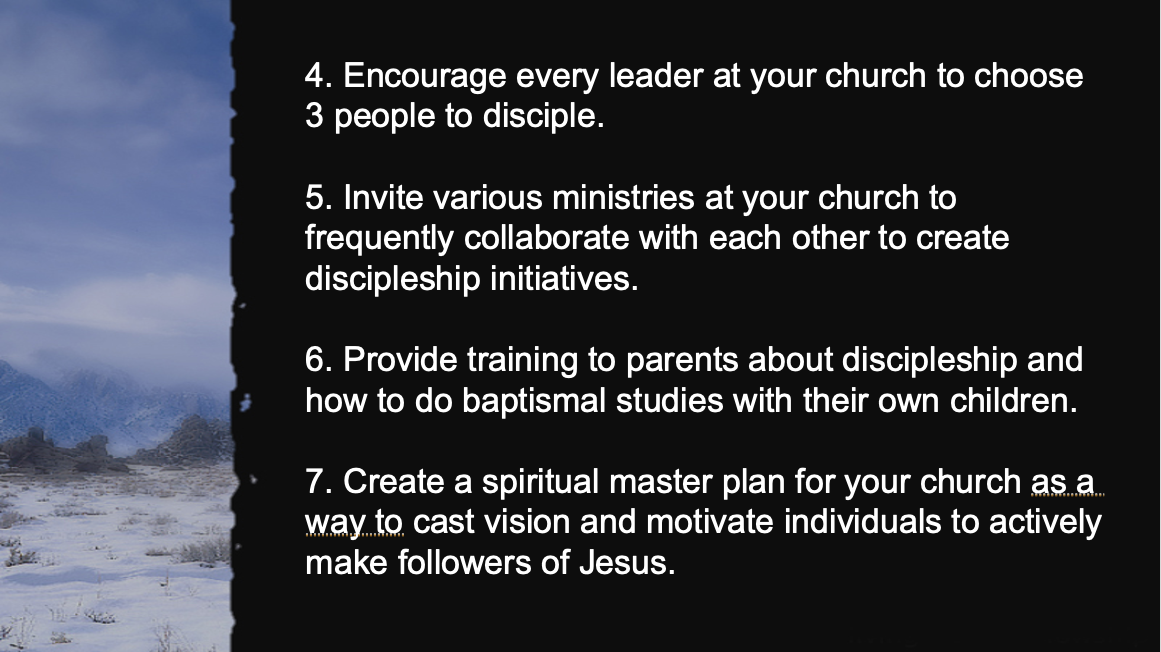 4. Encourage every leader at your church to choose
3 people to disciple.
5. Invite various ministries at your church to
frequently collaborate with each other to create
discipleship initiatives.
6. Provide training to parents about discipleship and
how to do baptismal studies with their own children.
7. Create a spiritual master plan for your church as a
way to cast vision and motivate individuals to actively
make followers of Jesus.